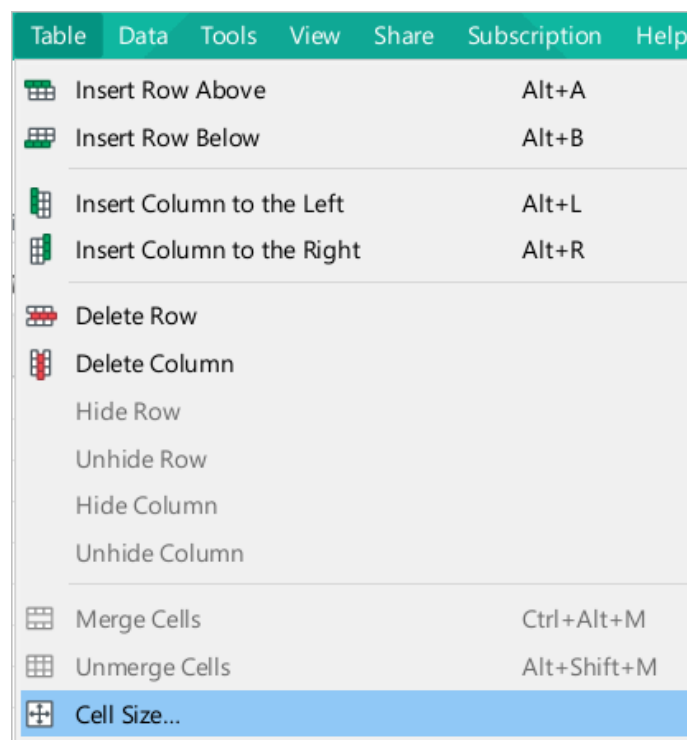 Table Data Tools View Share Subscription Help
Insert Row Above Alt+A
Insert Row Below Alt+B
Insert Column to the Left Alt+L
Insert Column to the Right Alt+R
Delete Row
Delete Column
Hide Row
Unhide Row
Hide Column
Unhide Column
Merge Cells Ctrl+Alt+M
Unmerge Cells Alt+Shift+M
Cell Size...